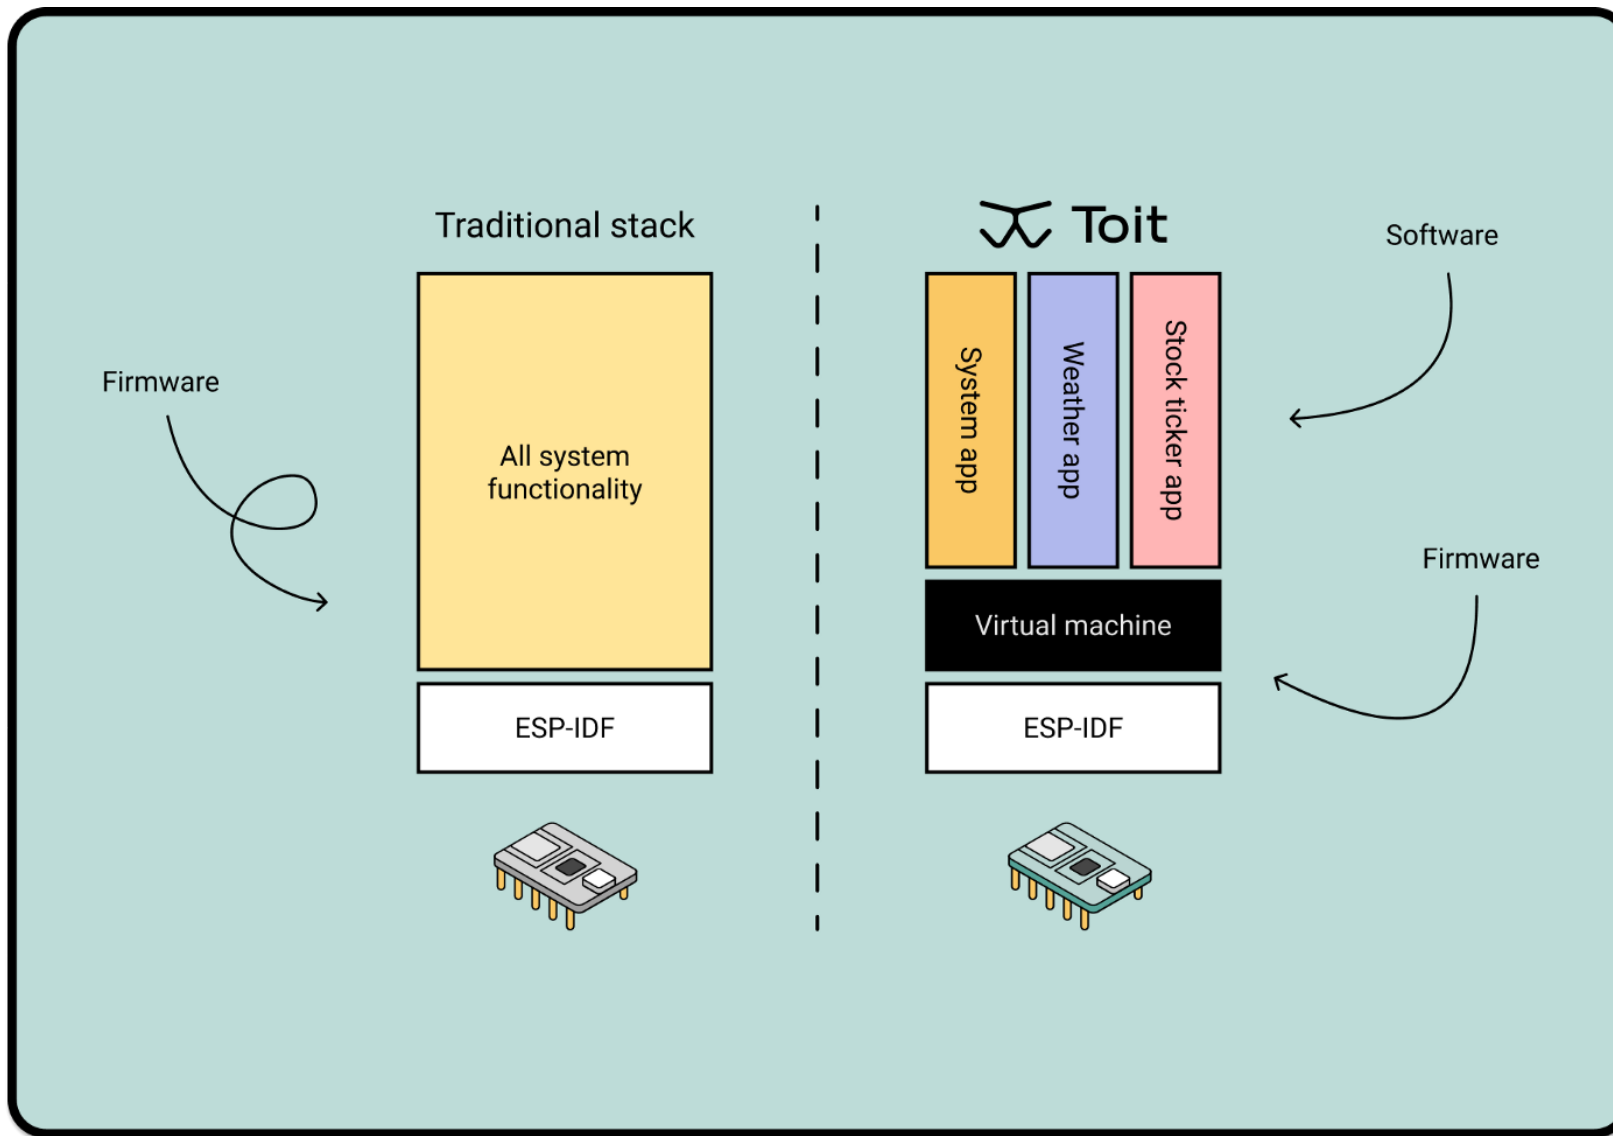 Traditional stack
Toit
Software
Firmware
All system
functionality
System app
Weather app
Stock ticker app
Firmware
Virtual machine
ESP-IDF
ESP-IDF